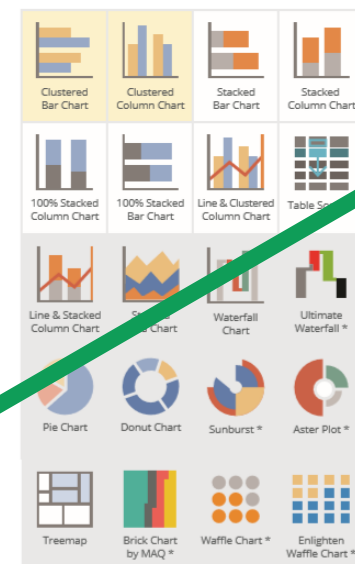 Clustered
Bar Chart
Clustered
Column Chart
Stacked
Bar Chart
Stacked
Column Chart
100% Stacked
Column Chart
100% Stacked
Bar Chart
Line & Clustered
Column Chart
Table
Line & Stacked
Column Chart
Chart
Waterfall
Chart
Ultimate
Waterfall *
Pie Chart
Donut Chart
Sunburst *
Aster Plot *
Treemap
Brick Chart
by MAQ *
Waffle Chart *
Enlighten
Waffle Chart *